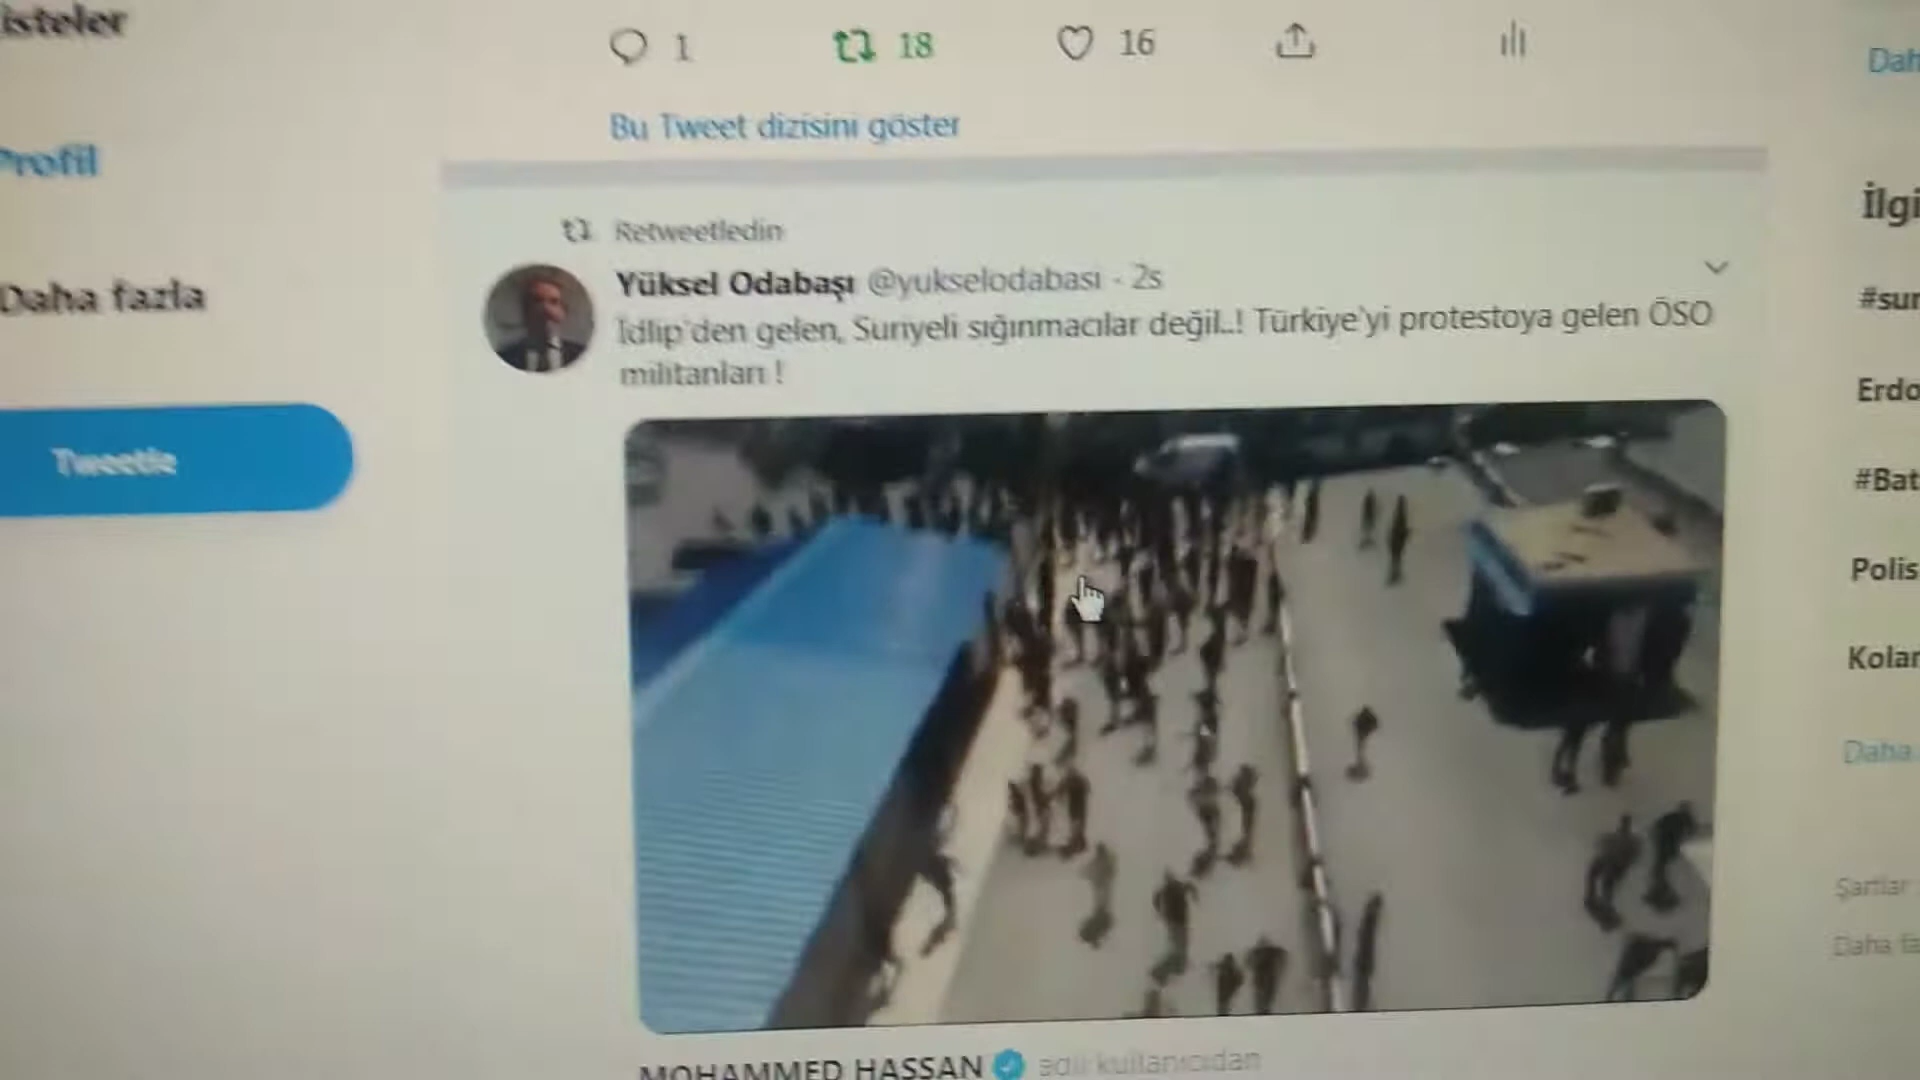 isteler
1 18 16
Dah
Bu Tweet dizisini göster
Profil
İlgi
Retweetledin
Yüksel Odabaşı @yukselodabasi · 2s
İdlip'den gelen, Suriyeli sığınmacılar değil..! Türkiye'yi protestoya gelen ÖSO
militanları !
Daha fazla
#sur
Erdo
Tweetle
#Bat
Polis
Kolar
Daha
Şartlar
Daha fa
MOHAMMED HASSAN adlı kullanıcıdan